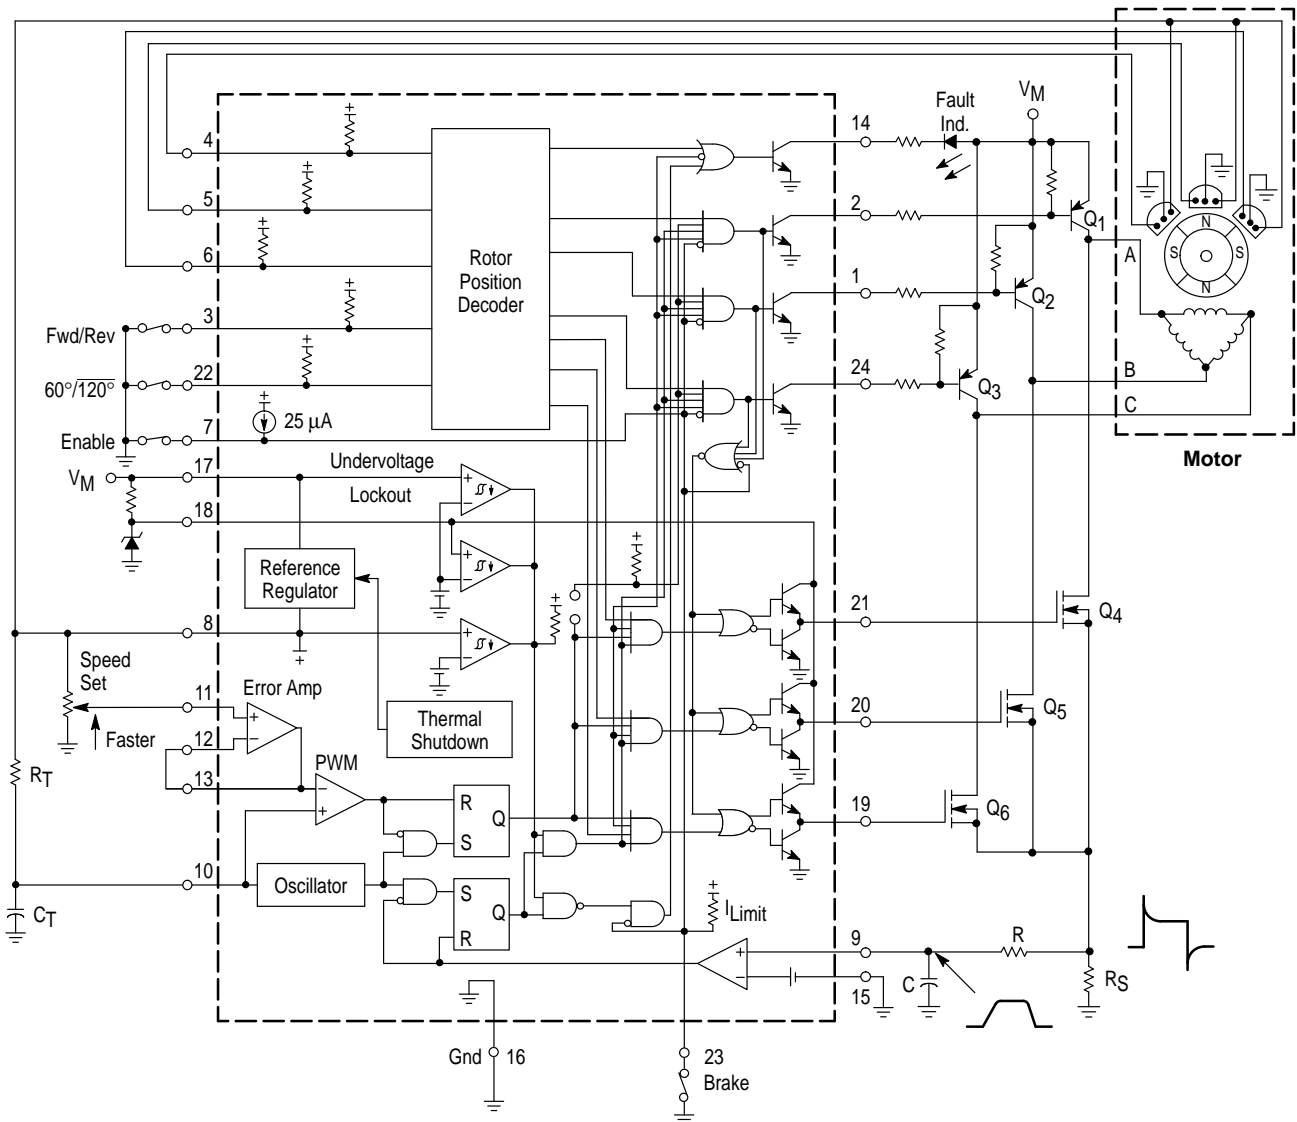 V_M
Fault
Ind.
4
14
5
2
Q1
6
Rotor
Position
Decoder
N
S
S
N
A
1
Q2
3
Fwd/Rev
22
60°/120°
24
Q3
B
C
25 μA
7
Enable
Motor
17
V_M
Undervoltage
Lockout
18
Reference
Regulator
21
Q4
8
Speed
Set
11
Error Amp
Thermal
Shutdown
20
Q5
Faster
12
R_T
13
PWM
R
Q
S
19
Q6
10
Oscillator
S
Q
R
I_Limit
C_T
9
R
C
15
R_S
Gnd
16
23
Brake
+
−
+
−
+
−
+
−
−
+
+
−